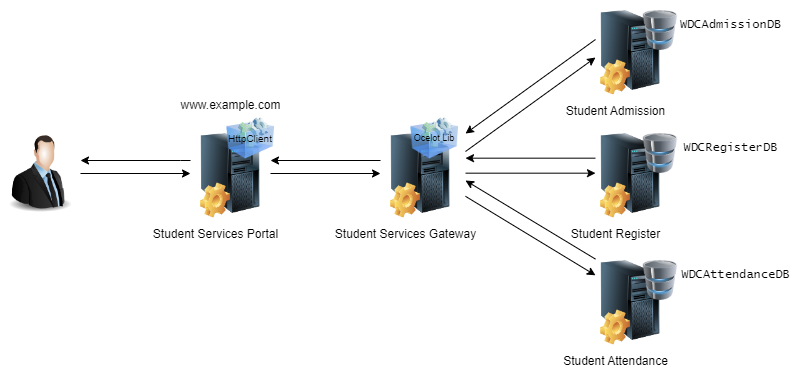 WDCAdmissionDB
Student Admission
www.example.com
HttpClient
Ocelot Lib
WDCRegisterDB
Student Services Portal
Student Services Gateway
Student Register
WDCAttendanceDB
Student Attendance